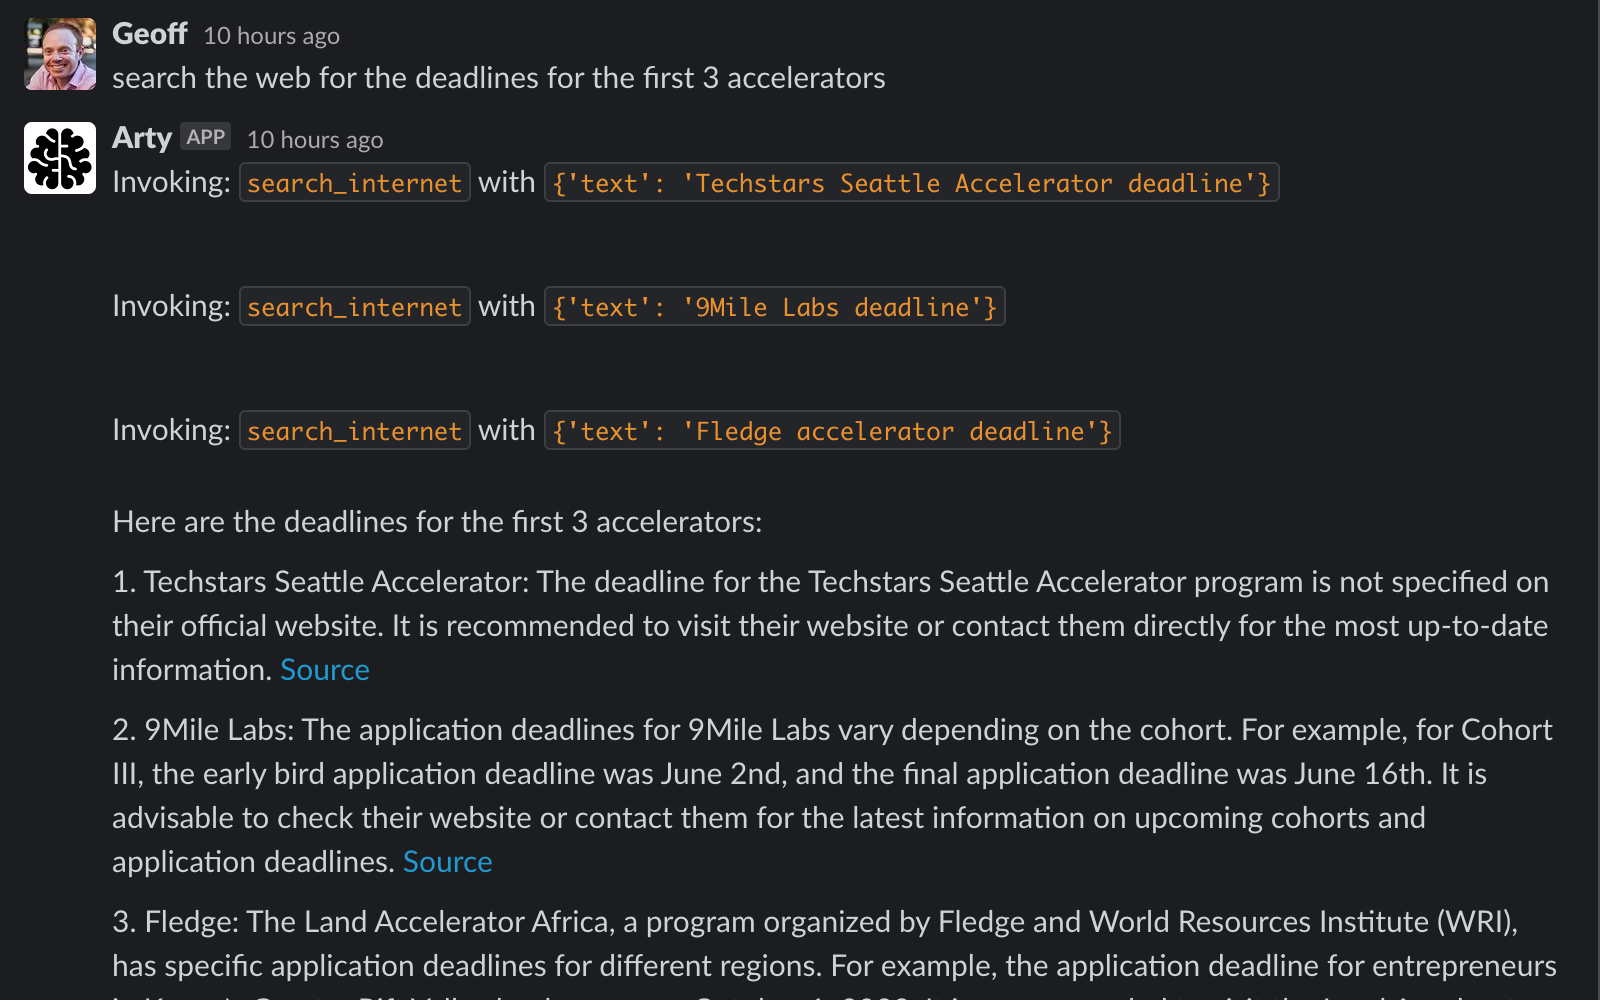 Geoff 10 hours ago
search the web for the deadlines for the first 3 accelerators
Arty APP 10 hours ago
Invoking: search_internet with {'text': 'Techstars Seattle Accelerator deadline'}
Invoking: search_internet with {'text': '9Mile Labs deadline'}
Invoking: search_internet with {'text': 'Fledge accelerator deadline'}
Here are the deadlines for the first 3 accelerators:
1. Techstars Seattle Accelerator: The deadline for the Techstars Seattle Accelerator program is not specified on
their official website. It is recommended to visit their website or contact them directly for the most up-to-date
information. Source
2. 9Mile Labs: The application deadlines for 9Mile Labs vary depending on the cohort. For example, for Cohort
III, the early bird application deadline was June 2nd, and the final application deadline was June 16th. It is
advisable to check their website or contact them for the latest information on upcoming cohorts and
application deadlines. Source
3. Fledge: The Land Accelerator Africa, a program organized by Fledge and World Resources Institute (WRI),
has specific application deadlines for different regions. For example, the application deadline for entrepreneurs